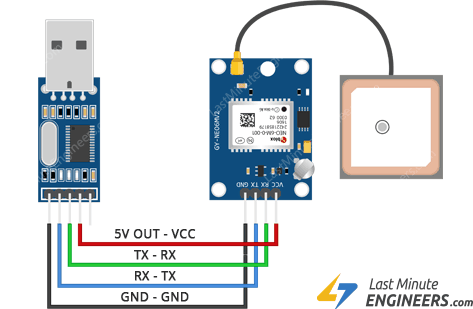 GY-NEO6MV2
NEO-6M-0-001
GND
TX
RX
VCC
5V OUT - VCC
TX - RX
RX - TX
GND - GND
Last Minute
ENGINEERS.com